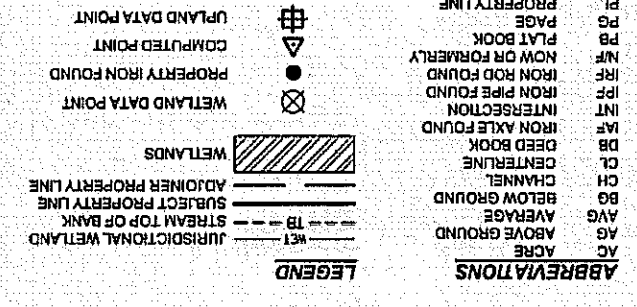 ABBREVIATIONS
AC ACRE
AG ABOVE GROUND
AVG AVERAGE
BG BELOW GROUND
CH CHANNEL
CL CENTERLINE
DB DEED BOOK
IAF IRON AXLE FOUND
INT INTERSECTION
IPF IRON PIPE FOUND
IRF IRON ROD FOUND
N/F NOW OR FORMERLY
PB PLAT BOOK
PG PAGE
PL PROPERTY LINE
LEGEND
WET JURISDICTIONAL WETLAND
TB STREAM TOP OF BANK
SUBJECT PROPERTY LINE
ADJOINER PROPERTY LINE
WETLANDS
WETLAND DATA POINT
PROPERTY IRON FOUND
COMPUTED POINT
UPLAND DATA POINT